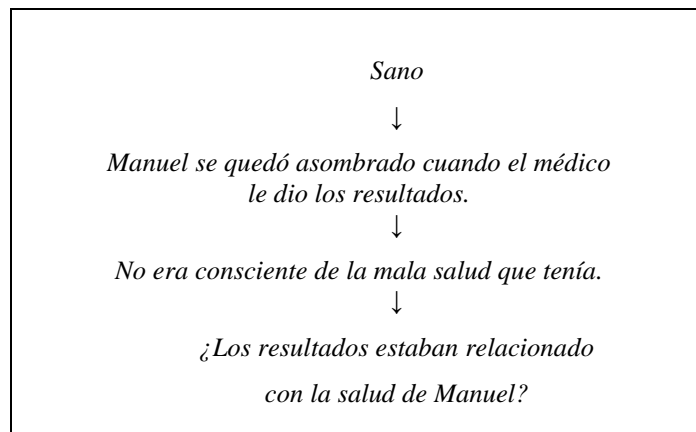 Sano
↓
Manuel se quedó asombrado cuando el médico
le dio los resultados.
↓
No era consciente de la mala salud que tenía.
↓
¿Los resultados estaban relacionado
con la salud de Manuel?